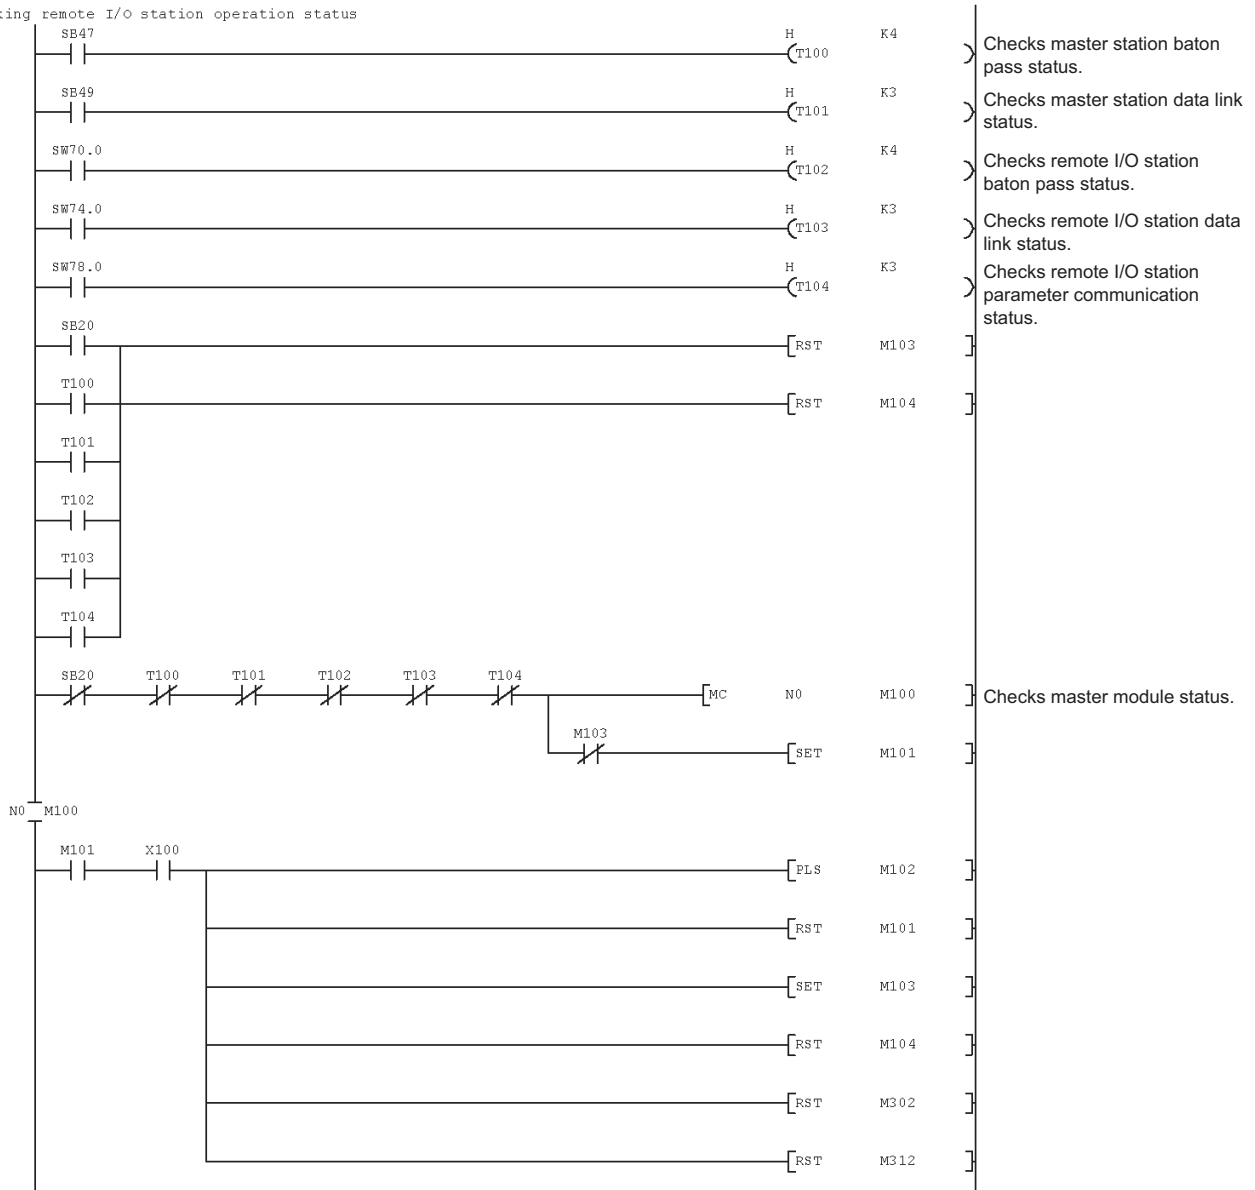 king remote I/O station operation status
SB47 H K4
T100
Checks master station baton
pass status.
SB49 H K3
T101
Checks master station data link
status.
SW70.0 H K4
T102
Checks remote I/O station
baton pass status.
SW74.0 H K3
T103
Checks remote I/O station data
link status.
SW78.0 H K3
T104
Checks remote I/O station
parameter communication
status.
SB20
RST M103
T100
RST M104
T101
T102
T103
T104
SB20 T100 T101 T102 T103 T104
MC N0 M100
Checks master module status.
M103
SET M101
N0 M100
M101 X100
PLS M102
RST M101
SET M103
RST M104
RST M302
RST M312